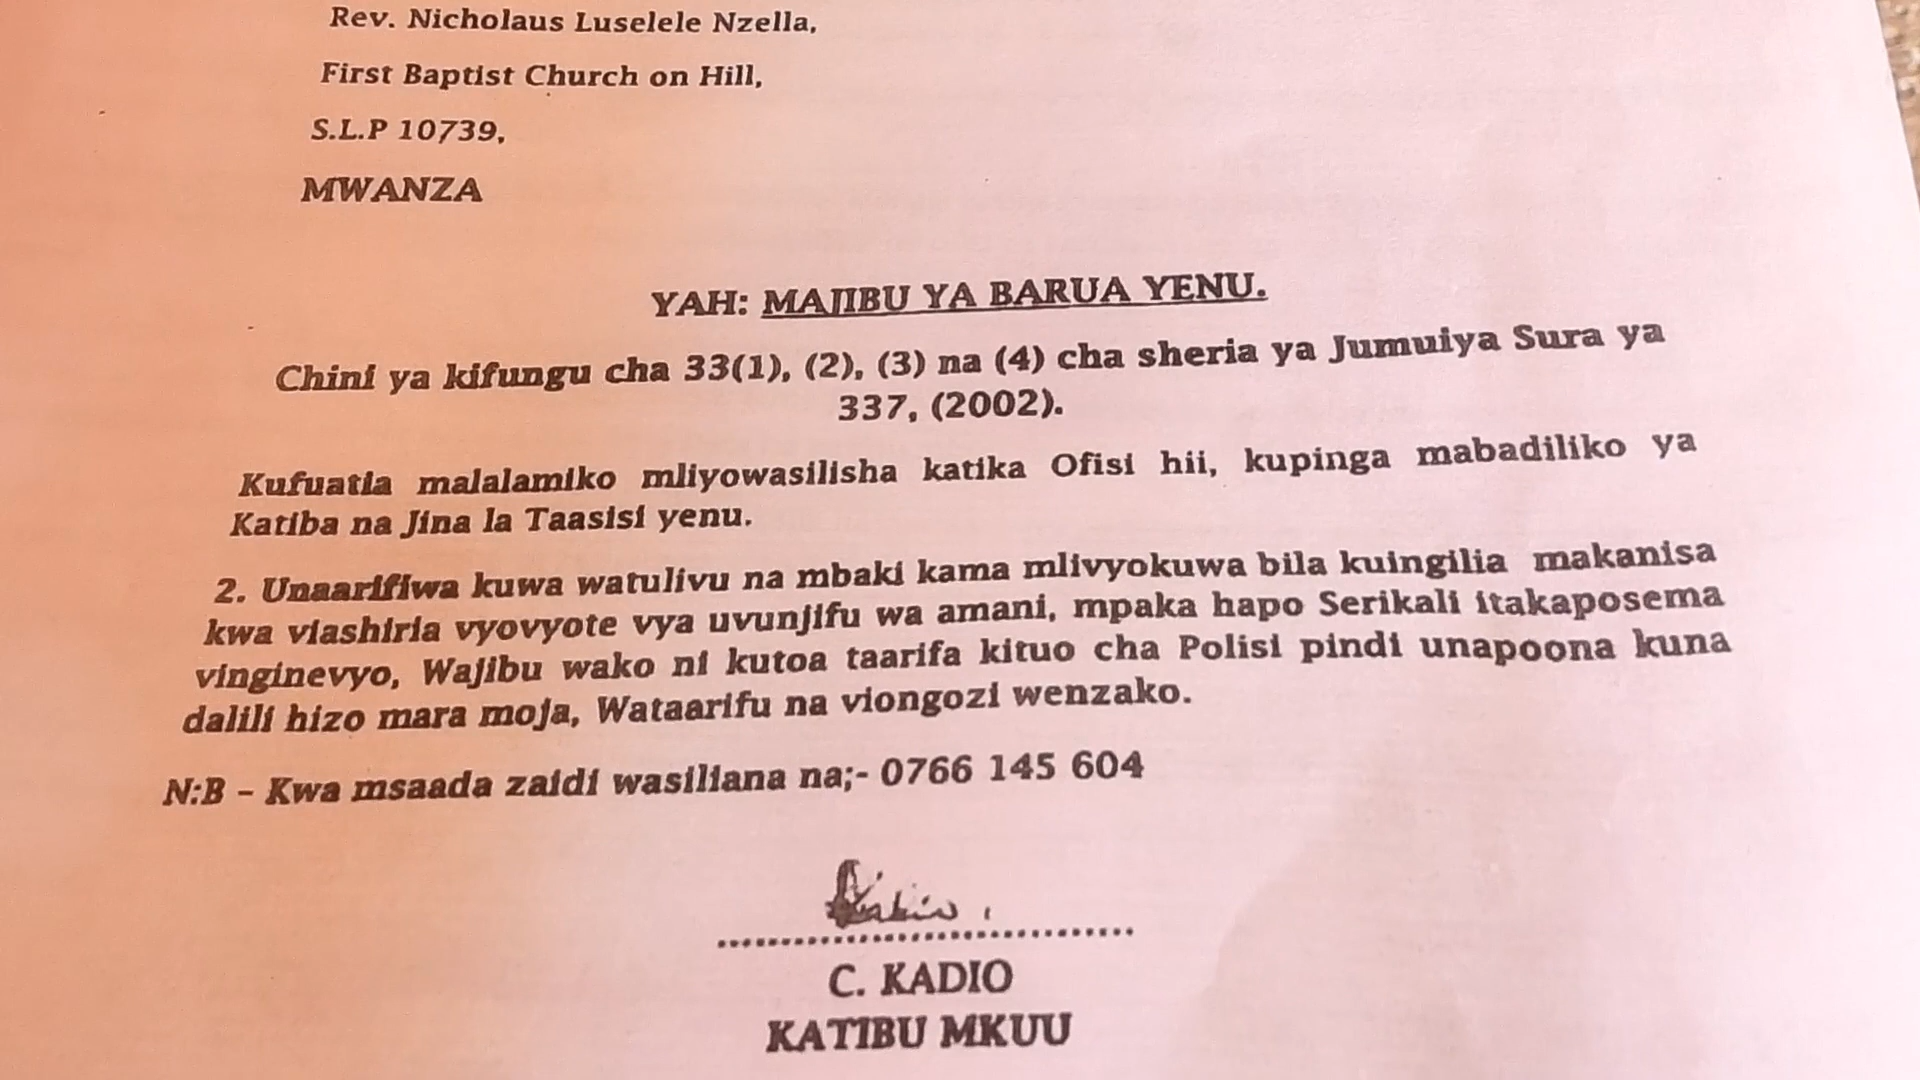 Rev. Nicholaus Luselele Nzella,
First Baptist Church on Hill,
S.L.P 10739,
MWANZA
YAH: MAJIBU YA BARUA YENU.
Chini ya kifungu cha 33(1), (2), (3) na (4) cha sheria ya Jumuiya Sura ya
337, (2002).
Kufuatia malalamiko mliyowasilisha katika Ofisi hii, kupinga mabadiliko ya
Katiba na Jina la Taasisi yenu.
2. Unaarifiwa kuwa watulivu na mbaki kama mlivyokuwa bila kuingilia makanisa
kwa viashiria vyovyote vya uvunjifu wa amani, mpaka hapo Serikali itakaposema
vinginevyo, Wajibu wako ni kutoa taarifa kituo cha Polisi pindi unapoona kuna
dalili hizo mara moja, Wataarifu na viongozi wenzako.
N:B – Kwa msaada zaidi wasiliana na;- 0766 145 604
C. KADIO
KATIBU MKUU